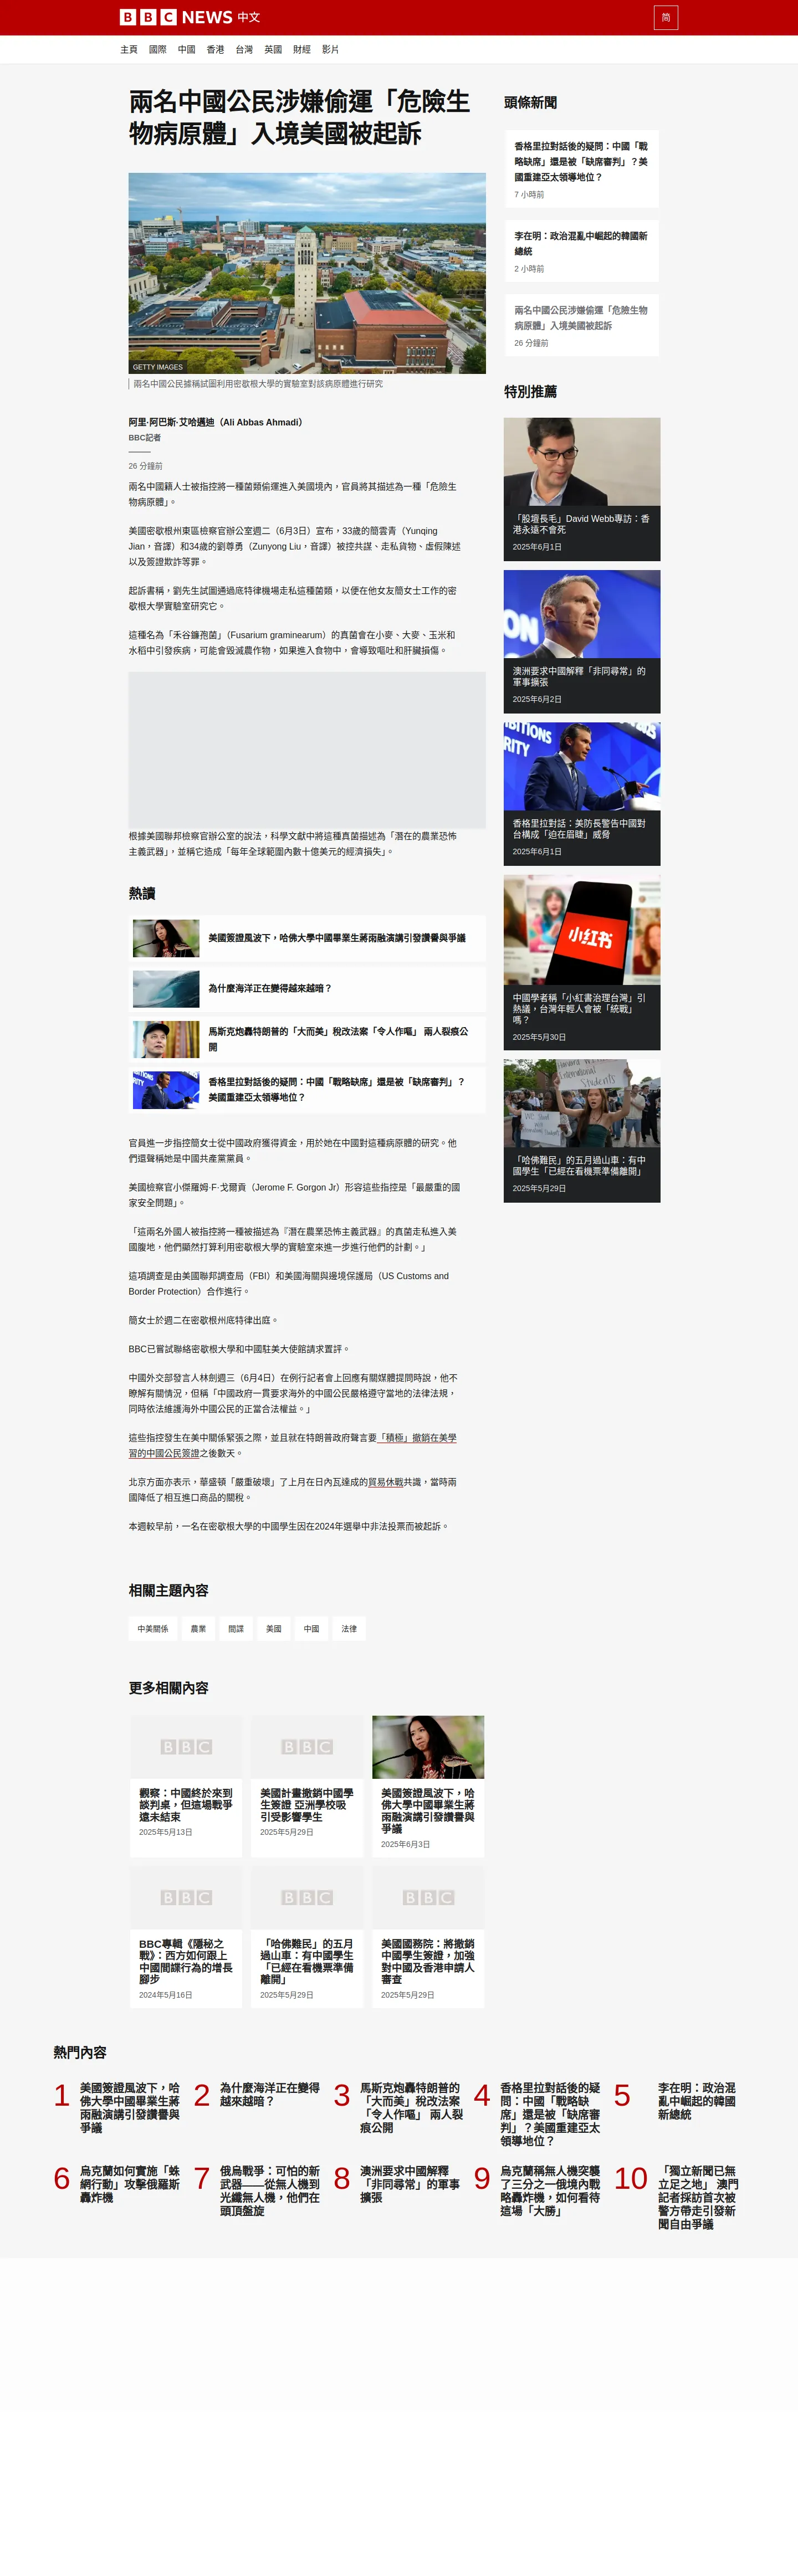 BBC NEWS 中文
简
主頁 國際 中國 香港 台灣 英國 財經 影片
兩名中國公民涉嫌偷運「危險生
物病原體」入境美國被起訴
GETTY IMAGES
兩名中國公民據稱試圖利用密歇根大學的實驗室對該病原體進行研究
阿里·阿巴斯·艾哈邁迪（Ali Abbas Ahmadi）
BBC記者
26 分鐘前
兩名中國籍人士被指控將一種菌類偷運進入美國境內，官員將其描述為一種「危險生
物病原體」。
美國密歇根州東區檢察官辦公室週二（6月3日）宣布，33歲的簡雲青（Yunqing
Jian，音譯）和34歲的劉尊勇（Zunyong Liu，音譯）被控共謀、走私貨物、虛假陳述
以及簽證欺詐等罪。
起訴書稱，劉先生試圖通過底特律機場走私這種菌類，以便在他女友簡女士工作的密
歇根大學實驗室研究它。
這種名為「禾谷鐮孢菌」（Fusarium graminearum）的真菌會在小麥、大麥、玉米和
水稻中引發疾病，可能會毀滅農作物，如果進入食物中，會導致嘔吐和肝臟損傷。
根據美國聯邦檢察官辦公室的說法，科學文獻中將這種真菌描述為「潛在的農業恐怖
主義武器」，並稱它造成「每年全球範圍內數十億美元的經濟損失」。
熱讀
美國簽證風波下，哈佛大學中國畢業生蔣雨融演講引發讚譽與爭議
為什麼海洋正在變得越來越暗？
馬斯克炮轟特朗普的「大而美」稅改法案「令人作嘔」 兩人裂痕公
開
香格里拉對話後的疑問：中國「戰略缺席」還是被「缺席審判」？
美國重建亞太領導地位？
官員進一步指控簡女士從中國政府獲得資金，用於她在中國對這種病原體的研究。他
們還聲稱她是中國共產黨黨員。
美國檢察官小傑羅姆·F·戈爾貢（Jerome F. Gorgon Jr）形容這些指控是「最嚴重的國
家安全問題」。
「這兩名外國人被指控將一種被描述為『潛在農業恐怖主義武器』的真菌走私進入美
國腹地，他們顯然打算利用密歇根大學的實驗室來進一步進行他們的計劃。」
這項調查是由美國聯邦調查局（FBI）和美國海關與邊境保護局（US Customs and
Border Protection）合作進行。
簡女士於週二在密歇根州底特律出庭。
BBC已嘗試聯絡密歇根大學和中國駐美大使館請求置評。
中國外交部發言人林劍週三（6月4日）在例行記者會上回應有關媒體提問時說，他不
瞭解有關情況，但稱「中國政府一貫要求海外的中國公民嚴格遵守當地的法律法規，
同時依法維護海外中國公民的正當合法權益。」
這些指控發生在美中關係緊張之際，並且就在特朗普政府聲言要「積極」撤銷在美學
習的中國公民簽證之後數天。
北京方面亦表示，華盛頓「嚴重破壞」了上月在日內瓦達成的貿易休戰共識，當時兩
國降低了相互進口商品的關稅。
本週較早前，一名在密歇根大學的中國學生因在2024年選舉中非法投票而被起訴。
相關主題內容
中美關係 農業 間諜 美國 中國 法律
更多相關內容
觀察：中國終於來到
談判桌，但這場戰爭
遠未結束
2025年5月13日
美國計畫撤銷中國學
生簽證 亞洲學校吸
引受影響學生
2025年5月29日
美國簽證風波下，哈
佛大學中國畢業生蔣
雨融演講引發讚譽與
爭議
2025年6月3日
BBC專輯《隱秘之
戰》：西方如何跟上
中國間諜行為的增長
腳步
2024年5月16日
「哈佛難民」的五月
過山車：有中國學生
「已經在看機票準備
離開」
2025年5月29日
美國國務院：將撤銷
中國學生簽證，加強
對中國及香港申請人
審查
2025年5月29日
頭條新聞
香格里拉對話後的疑問：中國「戰
略缺席」還是被「缺席審判」？美
國重建亞太領導地位？
7 小時前
李在明：政治混亂中崛起的韓國新
總統
2 小時前
兩名中國公民涉嫌偷運「危險生物
病原體」入境美國被起訴
26 分鐘前
特別推薦
「股壇長毛」David Webb專訪：香
港永遠不會死
2025年6月1日
澳洲要求中國解釋「非同尋常」的
軍事擴張
2025年6月2日
香格里拉對話：美防長警告中國對
台構成「迫在眉睫」威脅
2025年6月1日
小红书
中國學者稱「小紅書治理台灣」引
熱議，台灣年輕人會被「統戰」
嗎？
2025年5月30日
「哈佛難民」的五月過山車：有中
國學生「已經在看機票準備離開」
2025年5月29日
熱門內容
1 美國簽證風波下，哈
佛大學中國畢業生蔣
雨融演講引發讚譽與
爭議
2 為什麼海洋正在變得
越來越暗？
3 馬斯克炮轟特朗普的
「大而美」稅改法案
「令人作嘔」 兩人裂
痕公開
4 香格里拉對話後的疑
問：中國「戰略缺
席」還是被「缺席審
判」？美國重建亞太
領導地位？
5 李在明：政治混
亂中崛起的韓國
新總統
6 烏克蘭如何實施「蛛
網行動」攻擊俄羅斯
轟炸機
7 俄烏戰爭：可怕的新
武器——從無人機到
光纖無人機，他們在
頭頂盤旋
8 澳洲要求中國解釋
「非同尋常」的軍事
擴張
9 烏克蘭稱無人機突襲
了三分之一俄境內戰
略轟炸機，如何看待
這場「大勝」
10 「獨立新聞已無
立足之地」 澳門
記者採訪首次被
警方帶走引發新
聞自由爭議